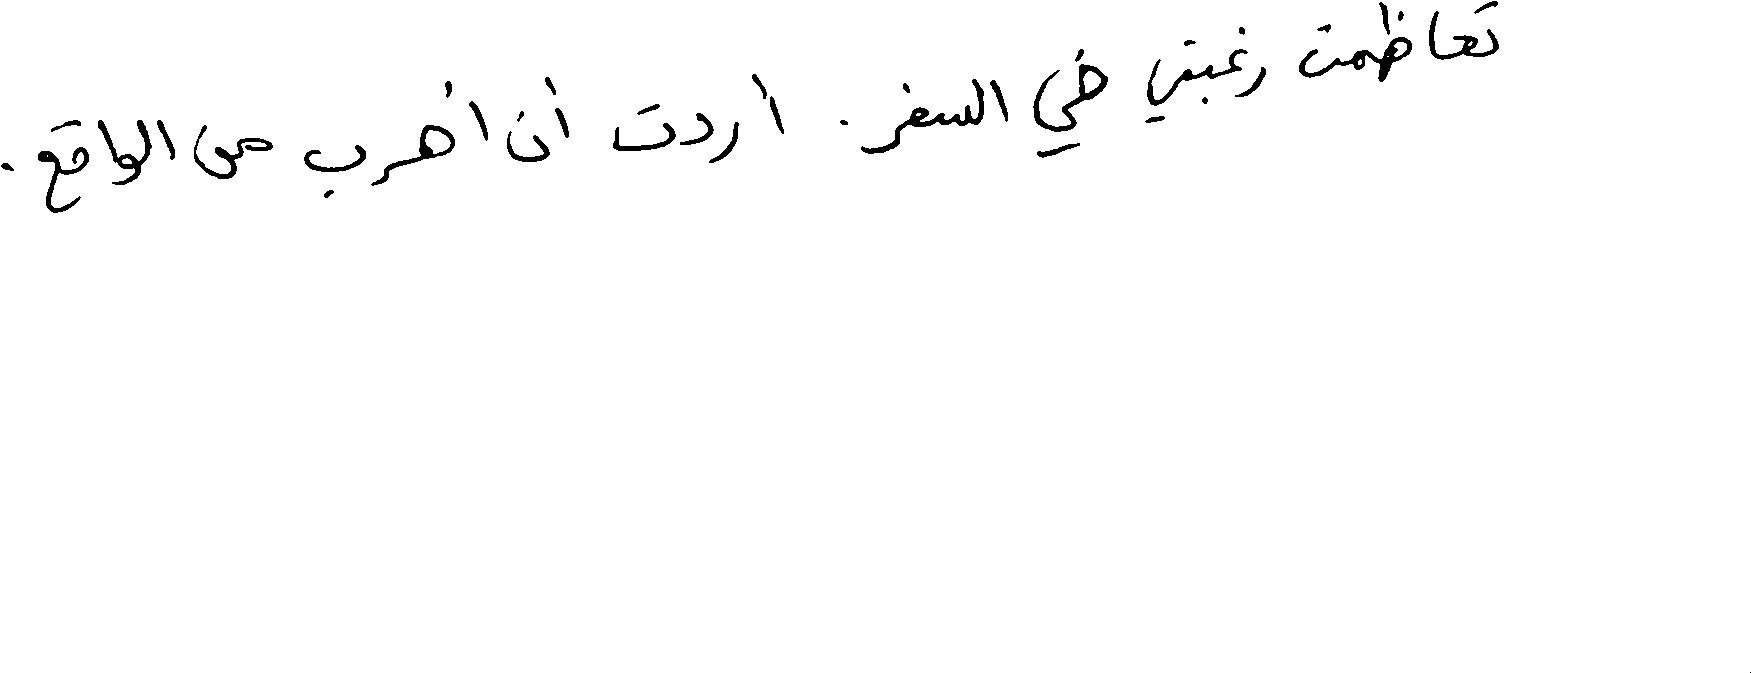 تعاظمت رغبتي في السفر. أردت أن أهرب من الواقع.